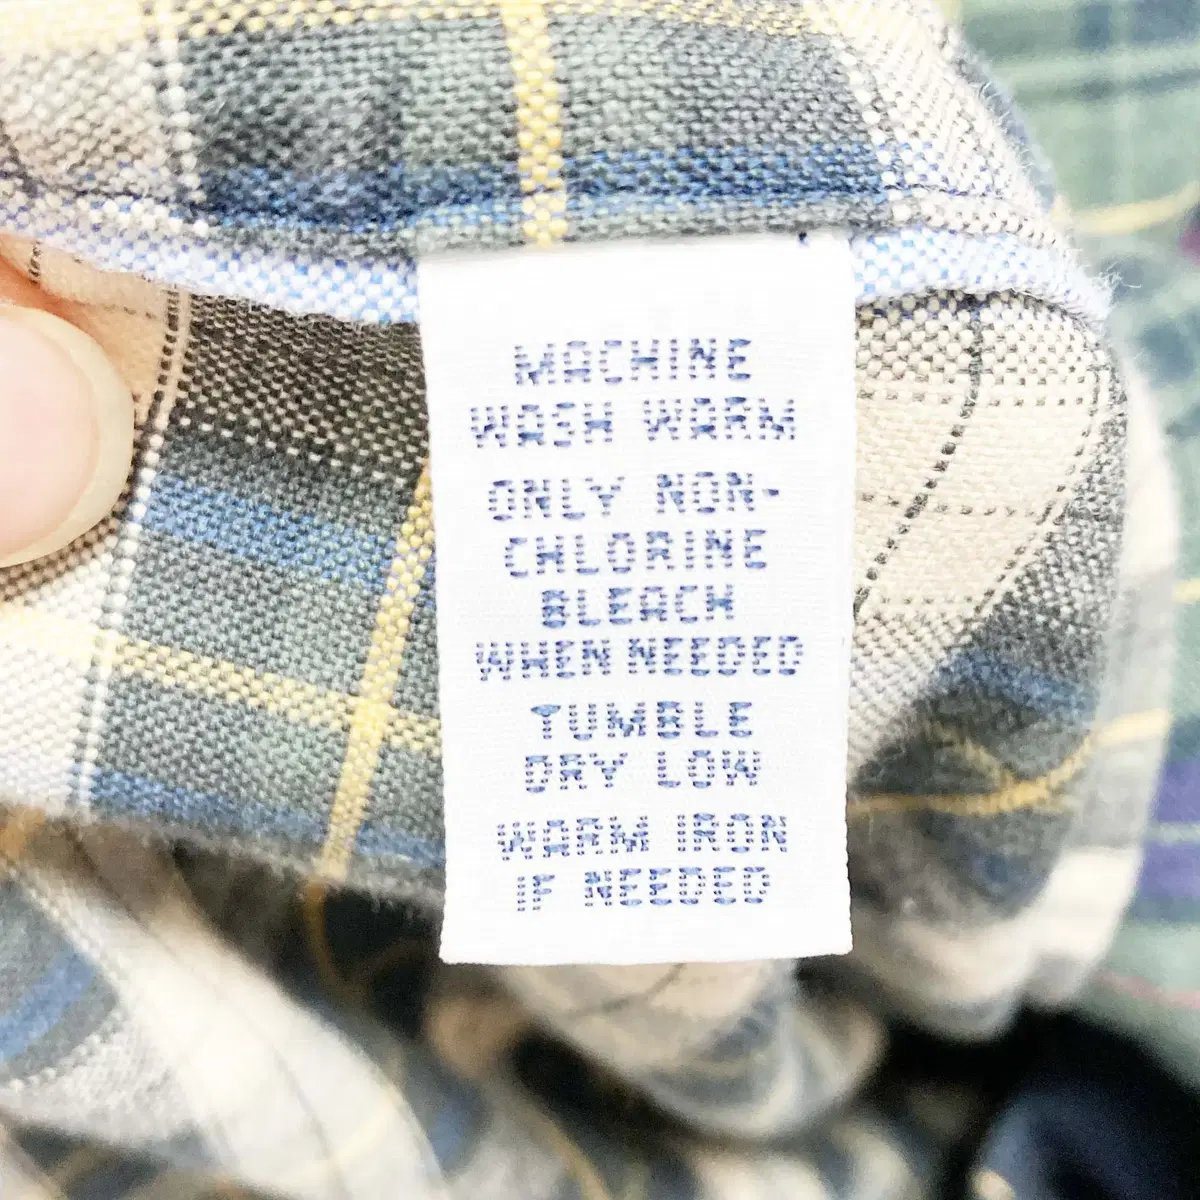 MACHINE
WASH WARM
ONLY NON-
CHLORINE
BLEACH
WHEN NEEDED
TUMBLE
DRY LOW
WARM IRON
IF NEEDED